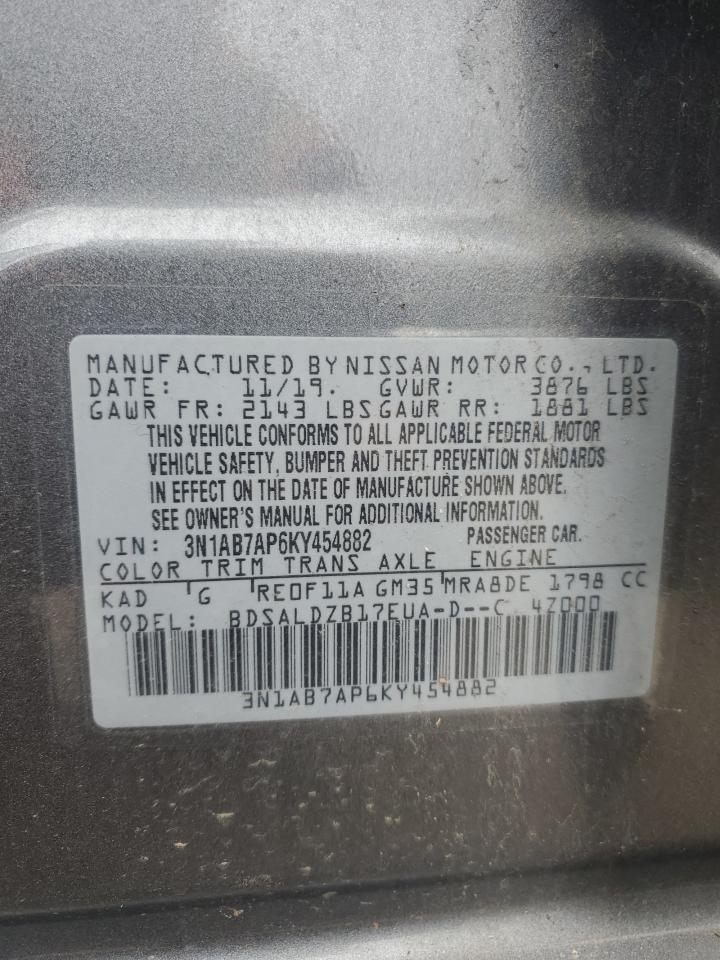 MANUFACTURED BY NISSAN MOTOR CO., LTD.
DATE: 11/19. GVWR: 3876 LBS
GAWR FR: 2143 LBS GAWR RR: 1881 LBS
THIS VEHICLE CONFORMS TO ALL APPLICABLE FEDERAL MOTOR
VEHICLE SAFETY, BUMPER AND THEFT PREVENTION STANDARDS
IN EFFECT ON THE DATE OF MANUFACTURE SHOWN ABOVE.
SEE OWNER'S MANUAL FOR ADDITIONAL INFORMATION.
VIN: 3N1AB7AP6KY454882 PASSENGER CAR.
COLOR TRIM TRANS AXLE ENGINE
KAD G RE0F11A GM35 MRA8DE 1798 CC
MODEL: BDSALDZB17EUA-D--C 4Z000
3N1AB7AP6KY454882